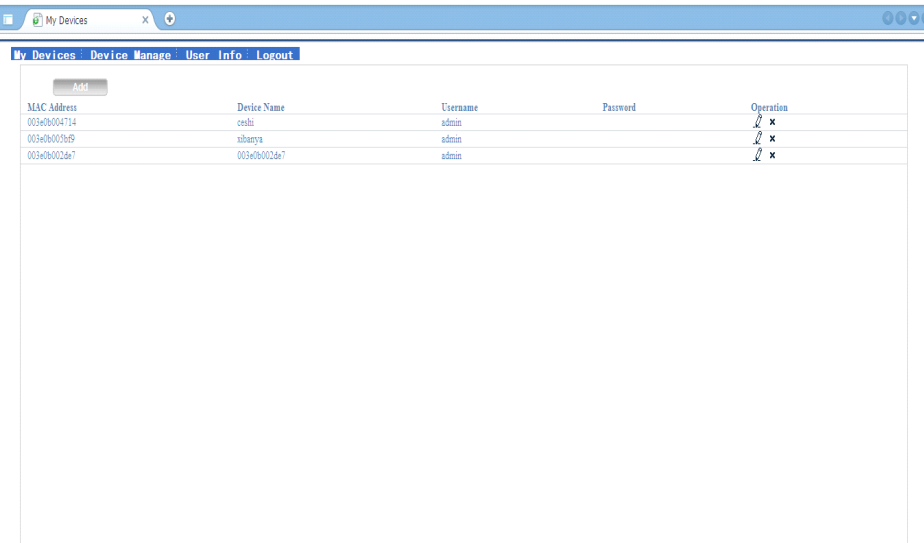 My Devices
My Devices Device Manage User Info Logout
Add
MAC Address Device Name Username Password Operation
003e0b004714 ceshi admin
003e0b005bf9 xibanya admin
003e0b002de7 003e0b002de7 admin